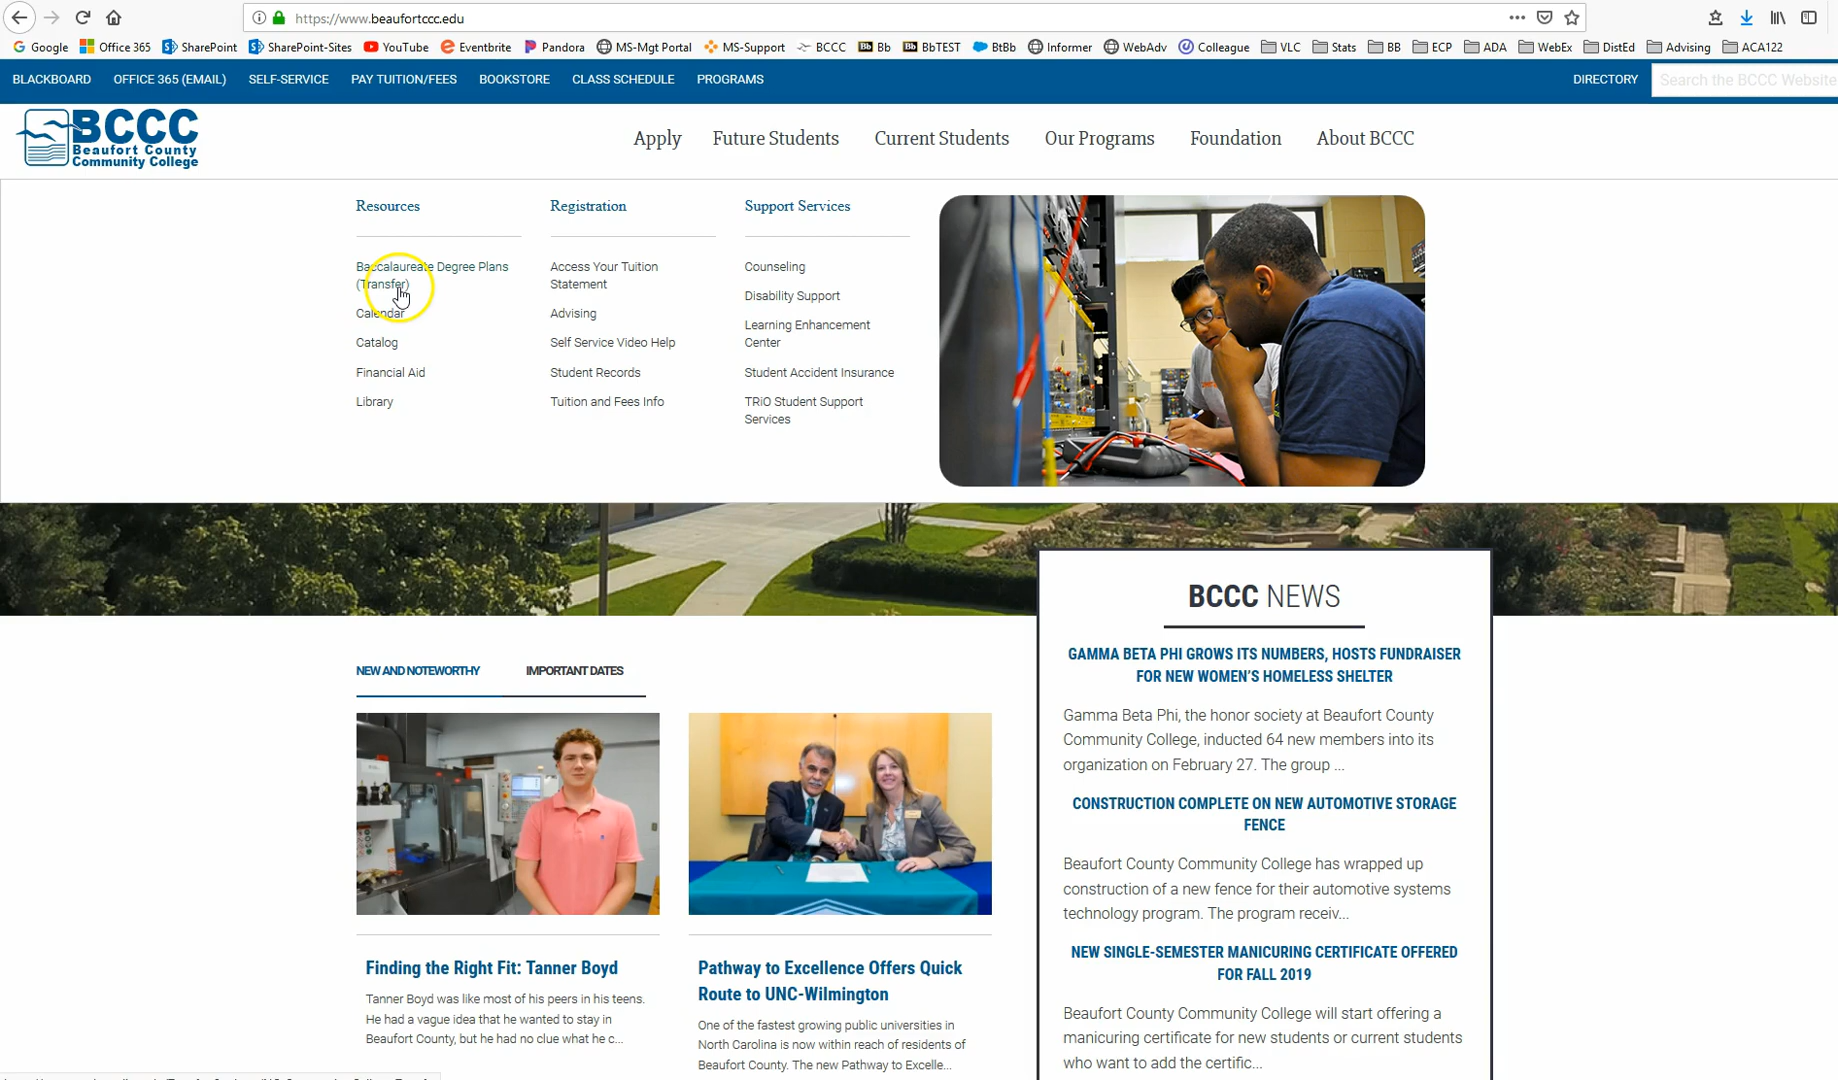 https://www.beaufortccc.edu
Google Office 365 SharePoint SharePoint-Sites YouTube Eventbrite Pandora MS-Mgt Portal MS-Support BCCC Bb BbTEST BtBb Informer WebAdv Colleague VLC Stats BB ECP ADA WebEx DistEd Advising ACA122
BLACKBOARD OFFICE 365 (EMAIL) SELF-SERVICE PAY TUITION/FEES BOOKSTORE CLASS SCHEDULE PROGRAMS DIRECTORY Search the BCCC Website
BCCC
Beaufort County
Community College
Apply Future Students Current Students Our Programs Foundation About BCCC
Resources
Baccalaureate Degree Plans
(Transfer)
Calendar
Catalog
Financial Aid
Library
Registration
Access Your Tuition
Statement
Advising
Self Service Video Help
Student Records
Tuition and Fees Info
Support Services
Counseling
Disability Support
Learning Enhancement
Center
Student Accident Insurance
TRiO Student Support
Services
NEW AND NOTEWORTHY IMPORTANT DATES
Finding the Right Fit: Tanner Boyd
Tanner Boyd was like most of his peers in his teens.
He had a vague idea that he wanted to stay in
Beaufort County, but he had no clue what he c...
Pathway to Excellence Offers Quick
Route to UNC-Wilmington
One of the fastest growing public universities in
North Carolina is now within reach of residents of
Beaufort County. The new Pathway to Excelle...
BCCC NEWS
GAMMA BETA PHI GROWS ITS NUMBERS, HOSTS FUNDRAISER
FOR NEW WOMEN'S HOMELESS SHELTER
Gamma Beta Phi, the honor society at Beaufort County
Community College, inducted 64 new members into its
organization on February 27. The group ...
CONSTRUCTION COMPLETE ON NEW AUTOMOTIVE STORAGE
FENCE
Beaufort County Community College has wrapped up
construction of a new fence for their automotive systems
technology program. The program receiv...
NEW SINGLE-SEMESTER MANICURING CERTIFICATE OFFERED
FOR FALL 2019
Beaufort County Community College will start offering a
manicuring certificate for new students or current students
who want to add the certific...